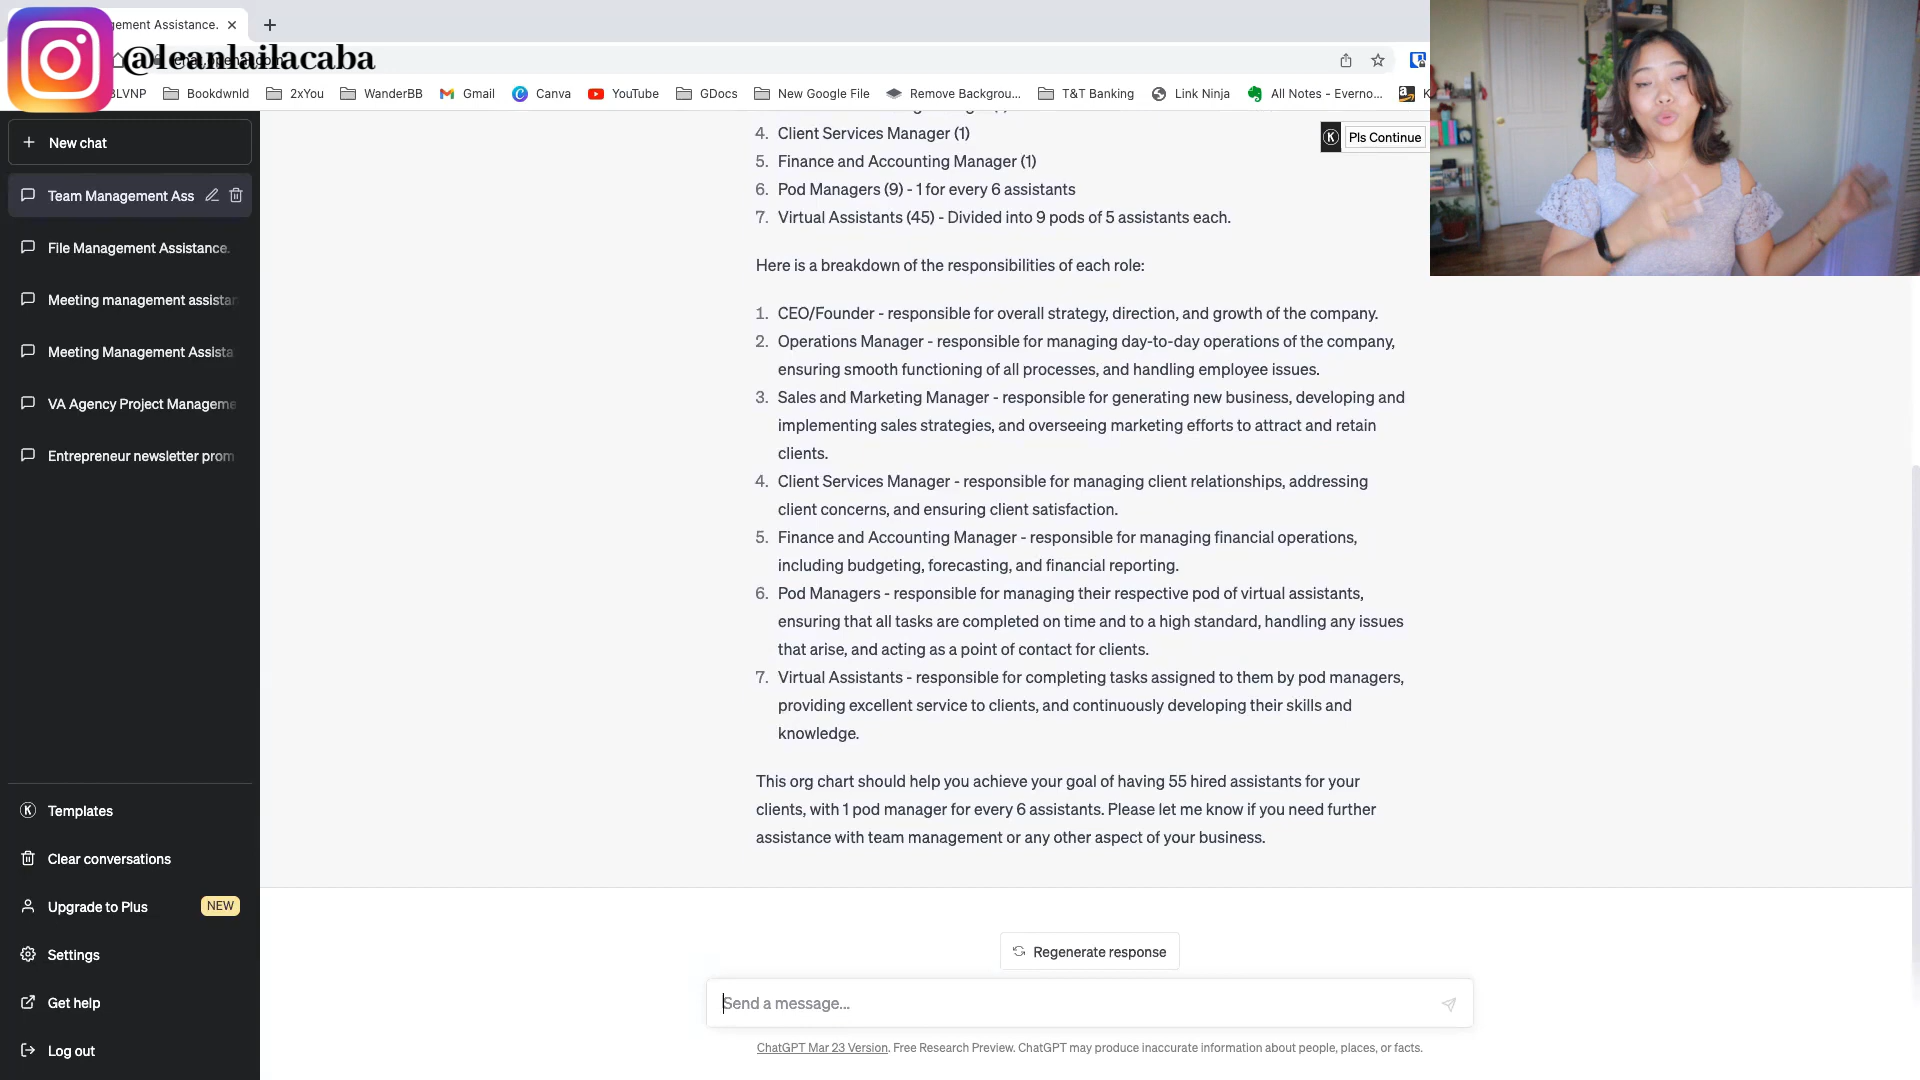 gement Assistance.
@leanlailacaba
BLVNP
Bookdwnld
2xYou
WanderBB
Gmail
Canva
YouTube
GDocs
New Google File
Remove Backgrou...
T&T Banking
Link Ninja
All Notes - Everno...
K
New chat
Team Management Ass
File Management Assistance.
Meeting management assistan
Meeting Management Assista
VA Agency Project Manageme
Entrepreneur newsletter prom
Templates
Clear conversations
Upgrade to Plus
NEW
Settings
Get help
Log out
Pls Continue
4. Client Services Manager (1)
5. Finance and Accounting Manager (1)
6. Pod Managers (9) - 1 for every 6 assistants
7. Virtual Assistants (45) - Divided into 9 pods of 5 assistants each.
Here is a breakdown of the responsibilities of each role:
1. CEO/Founder - responsible for overall strategy, direction, and growth of the company.
2. Operations Manager - responsible for managing day-to-day operations of the company,
ensuring smooth functioning of all processes, and handling employee issues.
3. Sales and Marketing Manager - responsible for generating new business, developing and
implementing sales strategies, and overseeing marketing efforts to attract and retain
clients.
4. Client Services Manager - responsible for managing client relationships, addressing
client concerns, and ensuring client satisfaction.
5. Finance and Accounting Manager - responsible for managing financial operations,
including budgeting, forecasting, and financial reporting.
6. Pod Managers - responsible for managing their respective pod of virtual assistants,
ensuring that all tasks are completed on time and to a high standard, handling any issues
that arise, and acting as a point of contact for clients.
7. Virtual Assistants - responsible for completing tasks assigned to them by pod managers,
providing excellent service to clients, and continuously developing their skills and
knowledge.
This org chart should help you achieve your goal of having 55 hired assistants for your
clients, with 1 pod manager for every 6 assistants. Please let me know if you need further
assistance with team management or any other aspect of your business.
Regenerate response
Send a message...
ChatGPT Mar 23 Version. Free Research Preview. ChatGPT may produce inaccurate information about people, places, or facts.